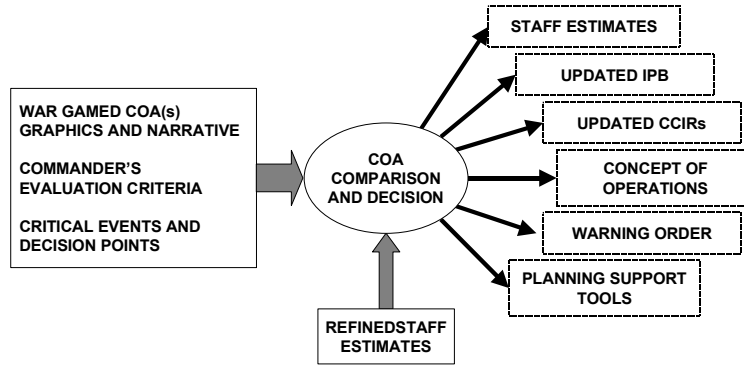 WAR GAMED COA(s)
GRAPHICS AND NARRATIVE
COMMANDER'S
EVALUATION CRITERIA
CRITICAL EVENTS AND
DECISION POINTS
COA
COMPARISON
AND DECISION
REFINEDSTAFF
ESTIMATES
STAFF ESTIMATES
UPDATED IPB
UPDATED CCIRs
CONCEPT OF
OPERATIONS
WARNING ORDER
PLANNING SUPPORT
TOOLS